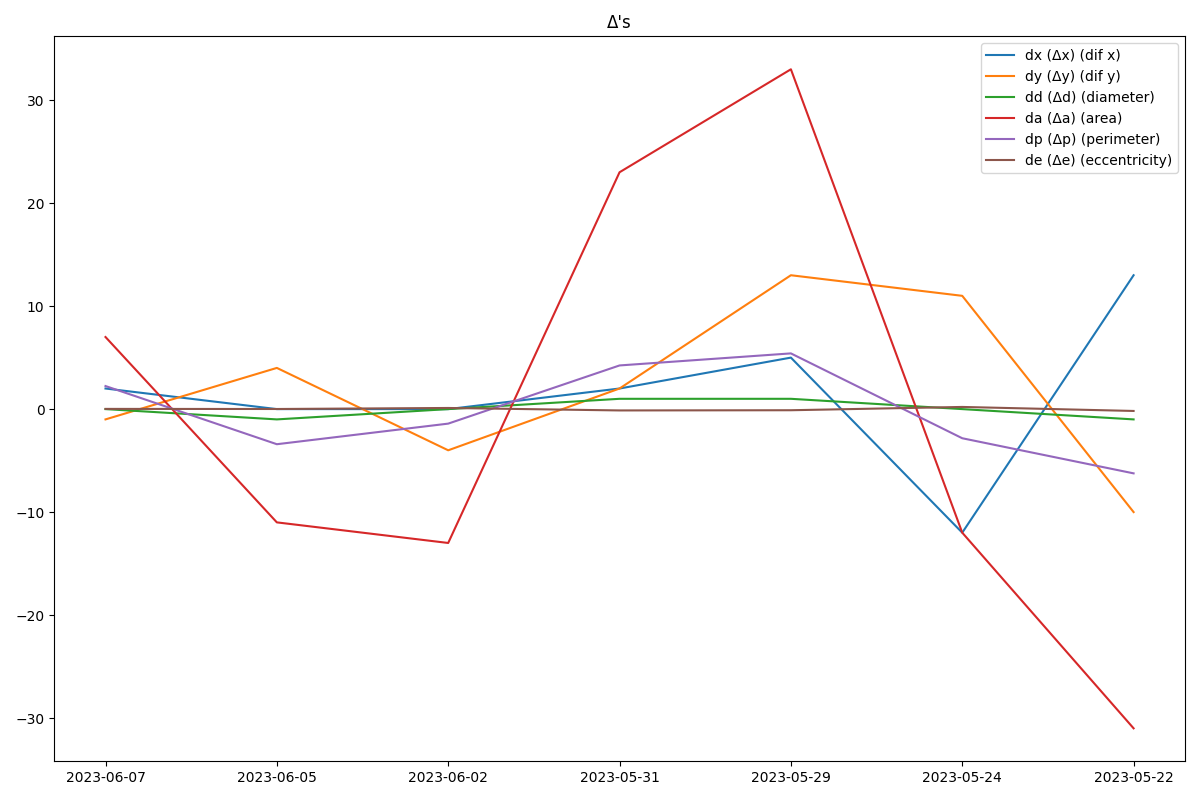 Δ's
dx (Δx) (dif x)
dy (Δy) (dif y)
dd (Δd) (diameter)
da (Δa) (area)
dp (Δp) (perimeter)
de (Δe) (eccentricity)
30
20
10
0
−10
−20
−30
2023-06-07 2023-06-05 2023-06-02 2023-05-31 2023-05-29 2023-05-24 2023-05-22